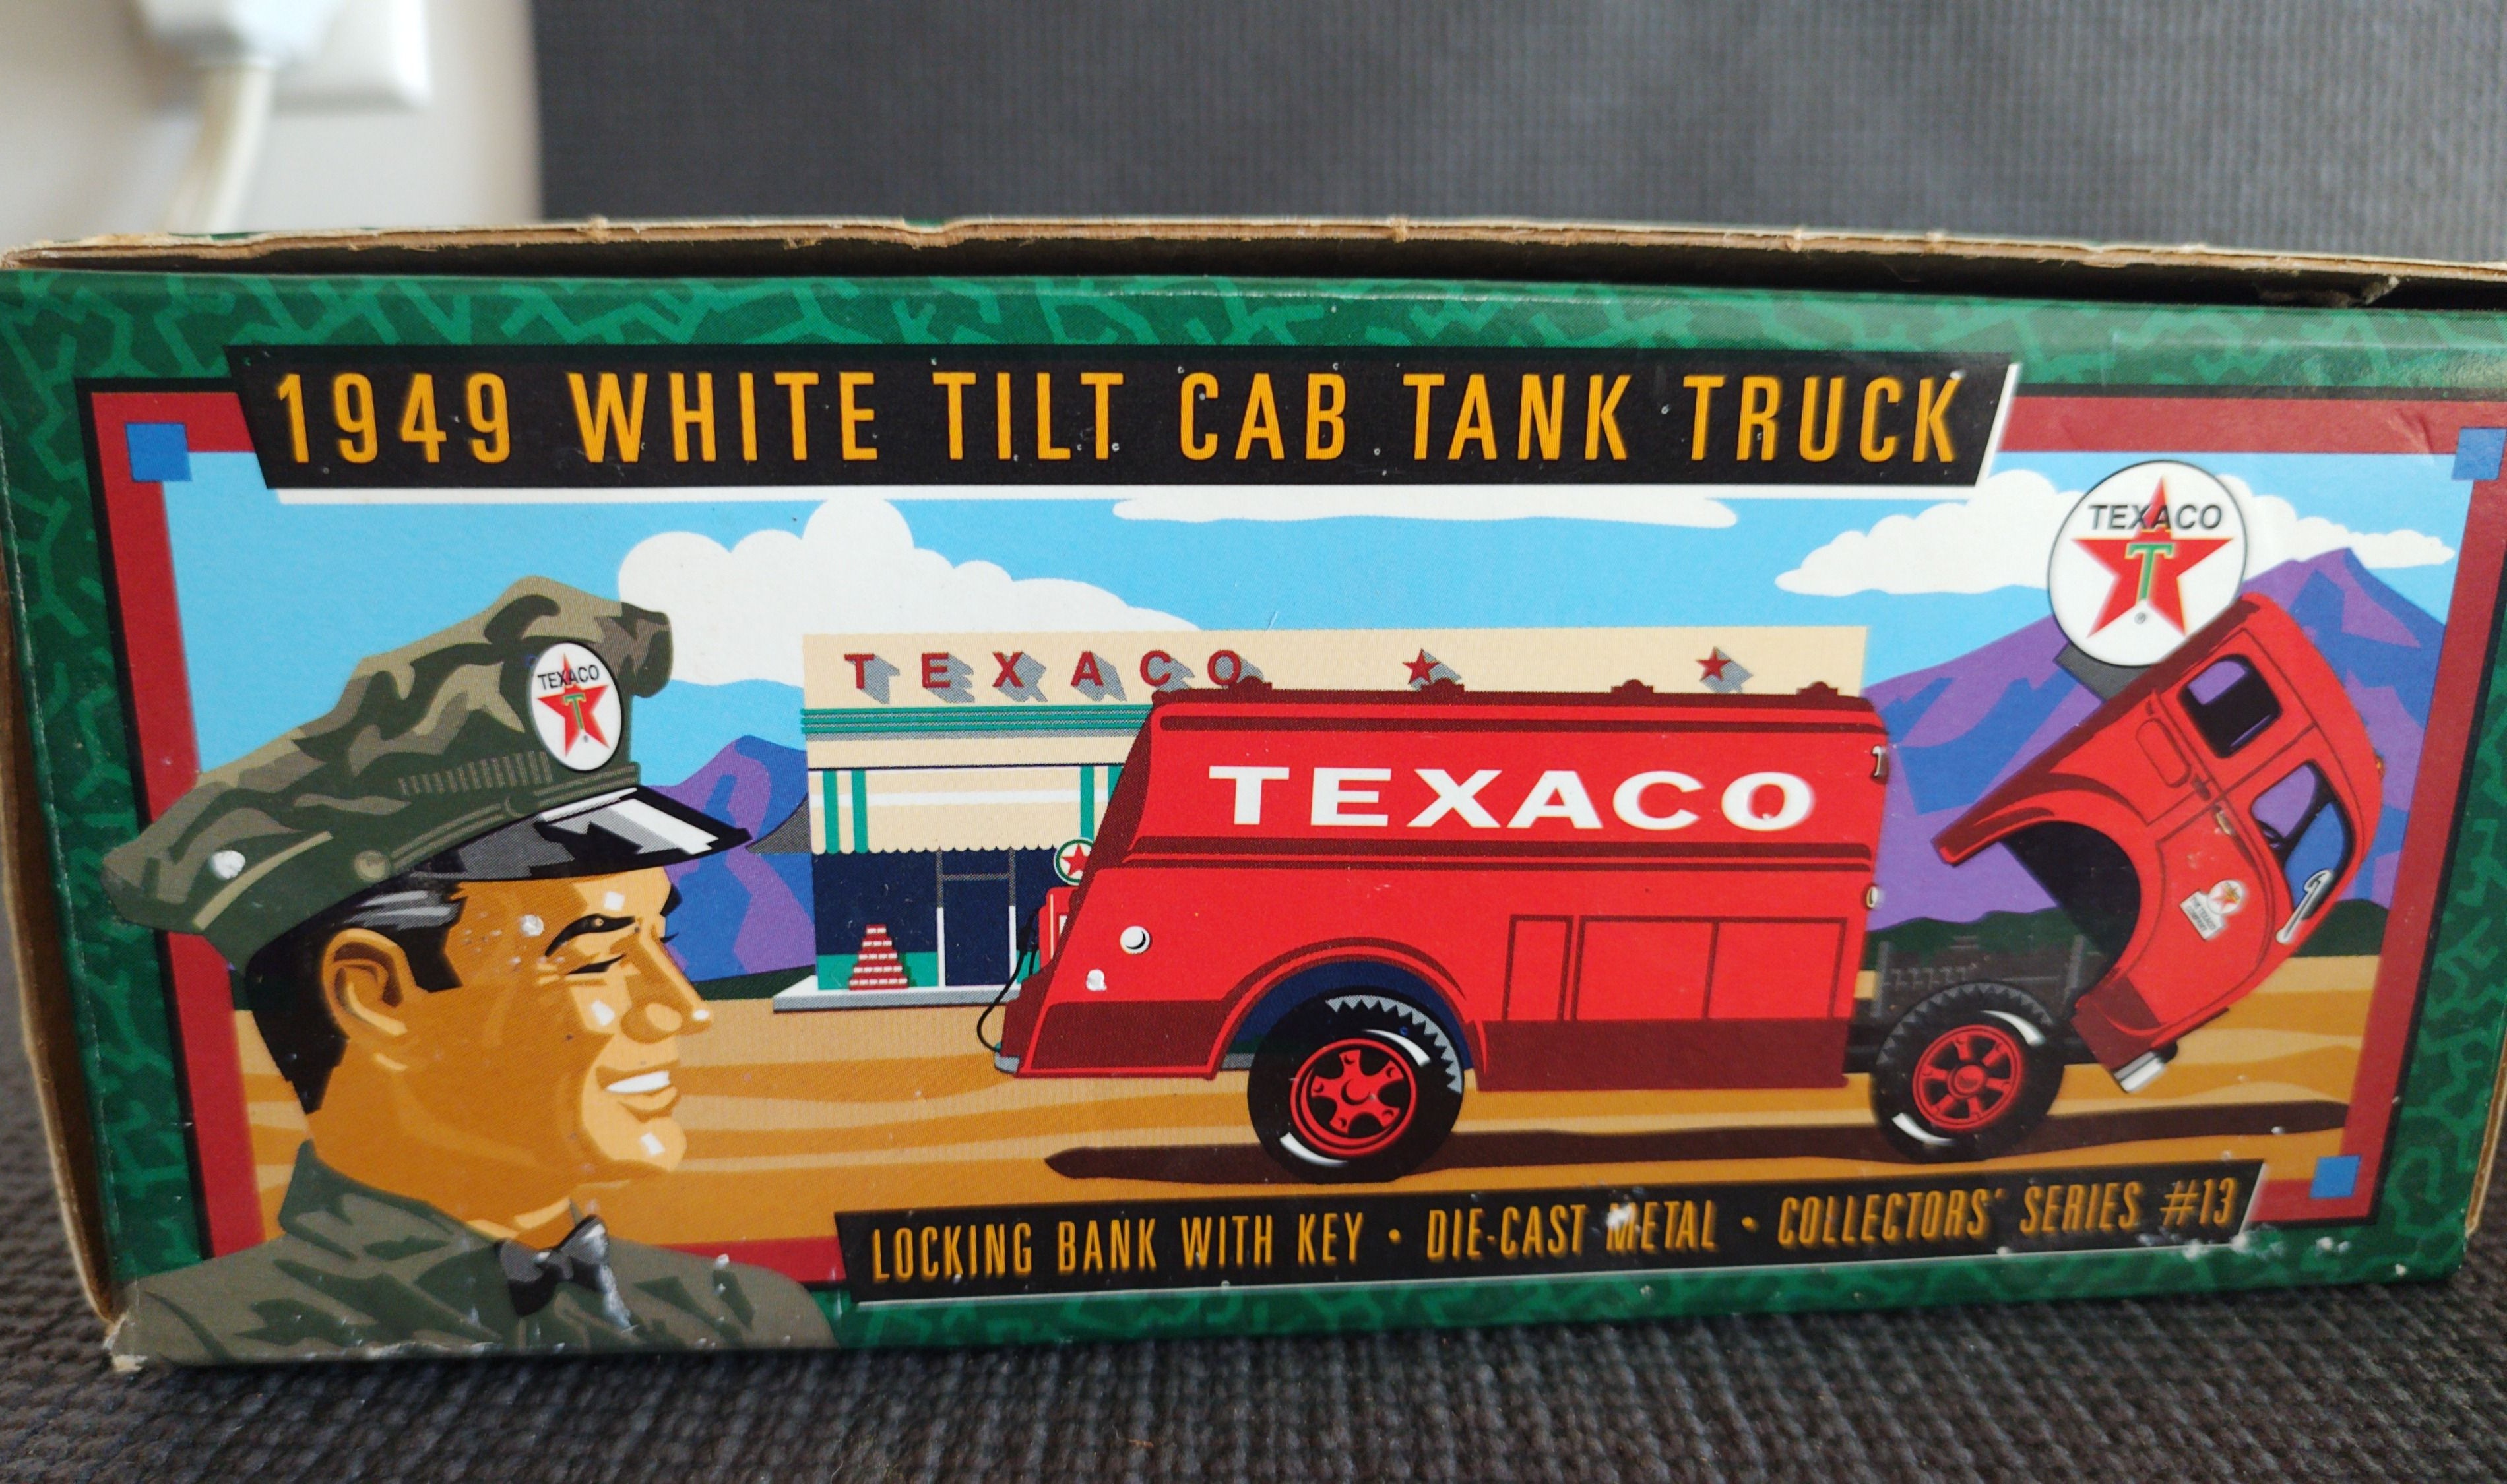 1949 WHITE TILT CAB TANK TRUCK
TEXACO
T
TEXACO
T
TEXACO
TEXACO
LOCKING BANK WITH KEY • DIE-CAST METAL • COLLECTORS' SERIES #13